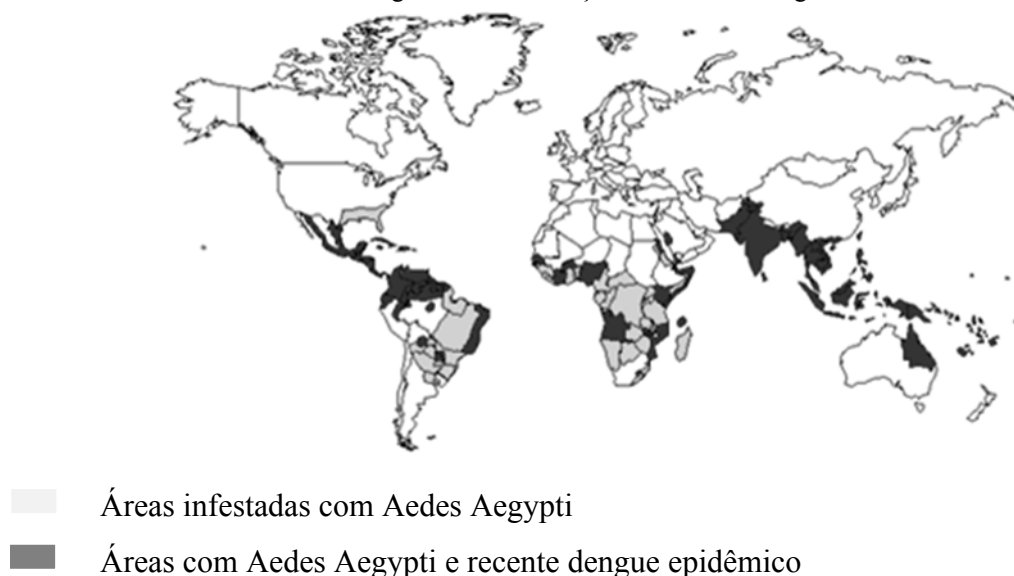 Áreas infestadas com Aedes Aegypti
Áreas com Aedes Aegypti e recente dengue epidêmico